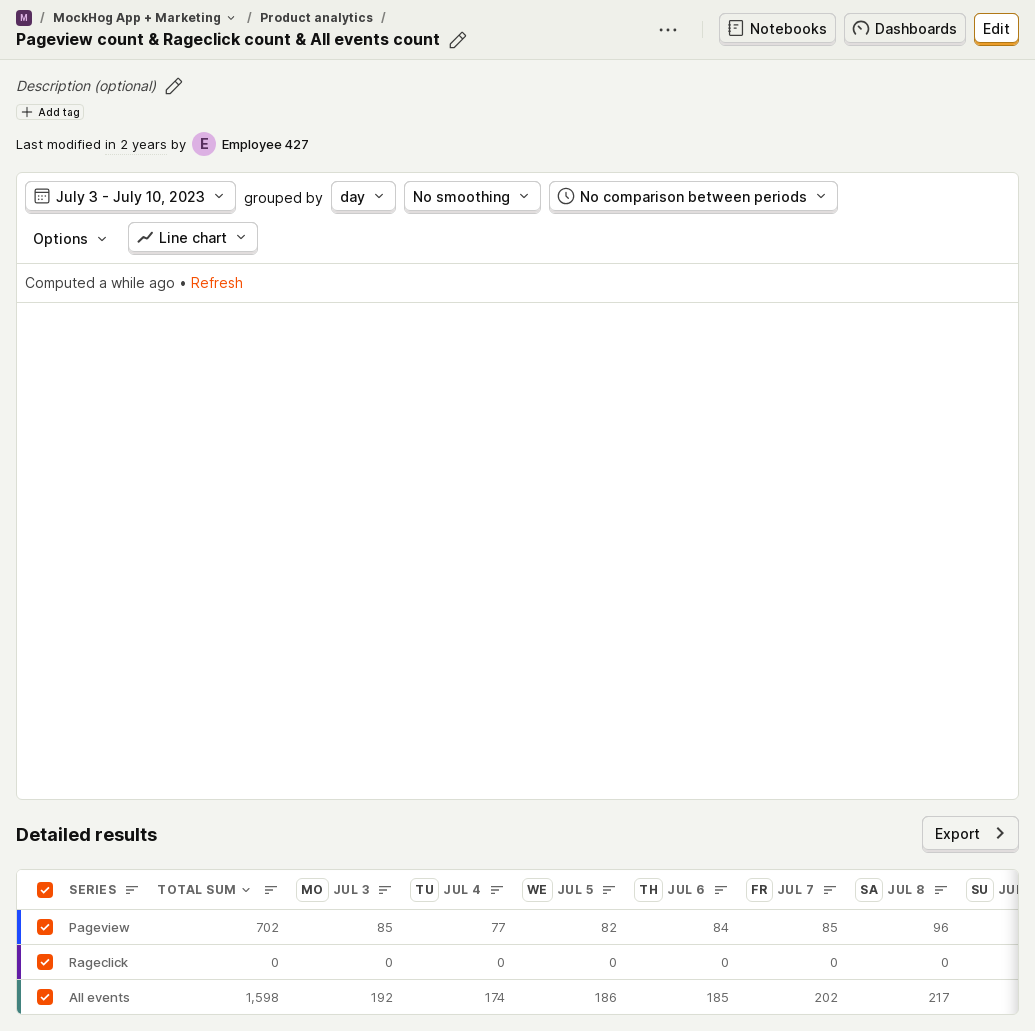 M / MockHog App + Marketing / Product analytics /
Pageview count & Rageclick count & All events count
Notebooks Dashboards Edit
Description (optional)
Add tag
Last modified in 2 years by E Employee 427
July 3 - July 10, 2023 grouped by day No smoothing No comparison between periods
Options Line chart
Computed a while ago • Refresh
Detailed results
Export
SERIES TOTAL SUM MO JUL 3 TU JUL 4 WE JUL 5 TH JUL 6 FR JUL 7 SA JUL 8 SU
Pageview 702 85 77 82 84 85 96
Rageclick 0 0 0 0 0 0 0
All events 1,598 192 174 186 185 202 217